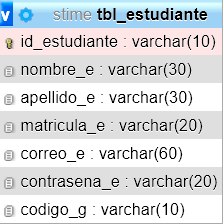 v stime tbl_estudiante
id_estudiante : varchar(10)
nombre_e : varchar(30)
apellido_e : varchar(30)
matricula_e : varchar(20)
correo_e : varchar(60)
contrasena_e : varchar(20)
codigo_g : varchar(10)